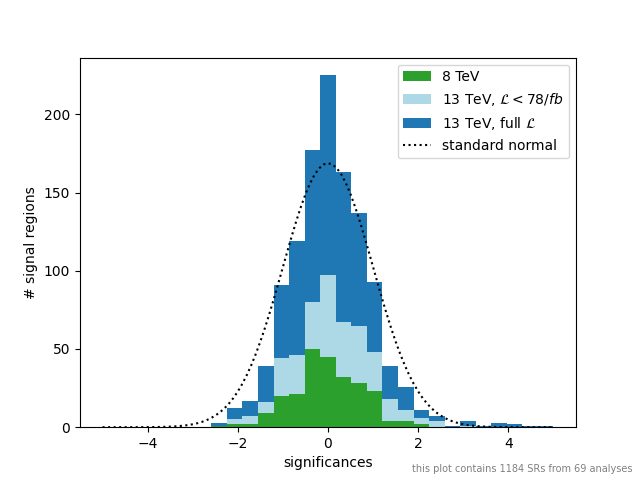 8 TeV
13 TeV, ℒ < 78/fb
13 TeV, full ℒ
standard normal
# signal regions
200
150
100
50
0
−4 −2 0 2 4
significances
this plot contains 1184 SRs from 69 analyses